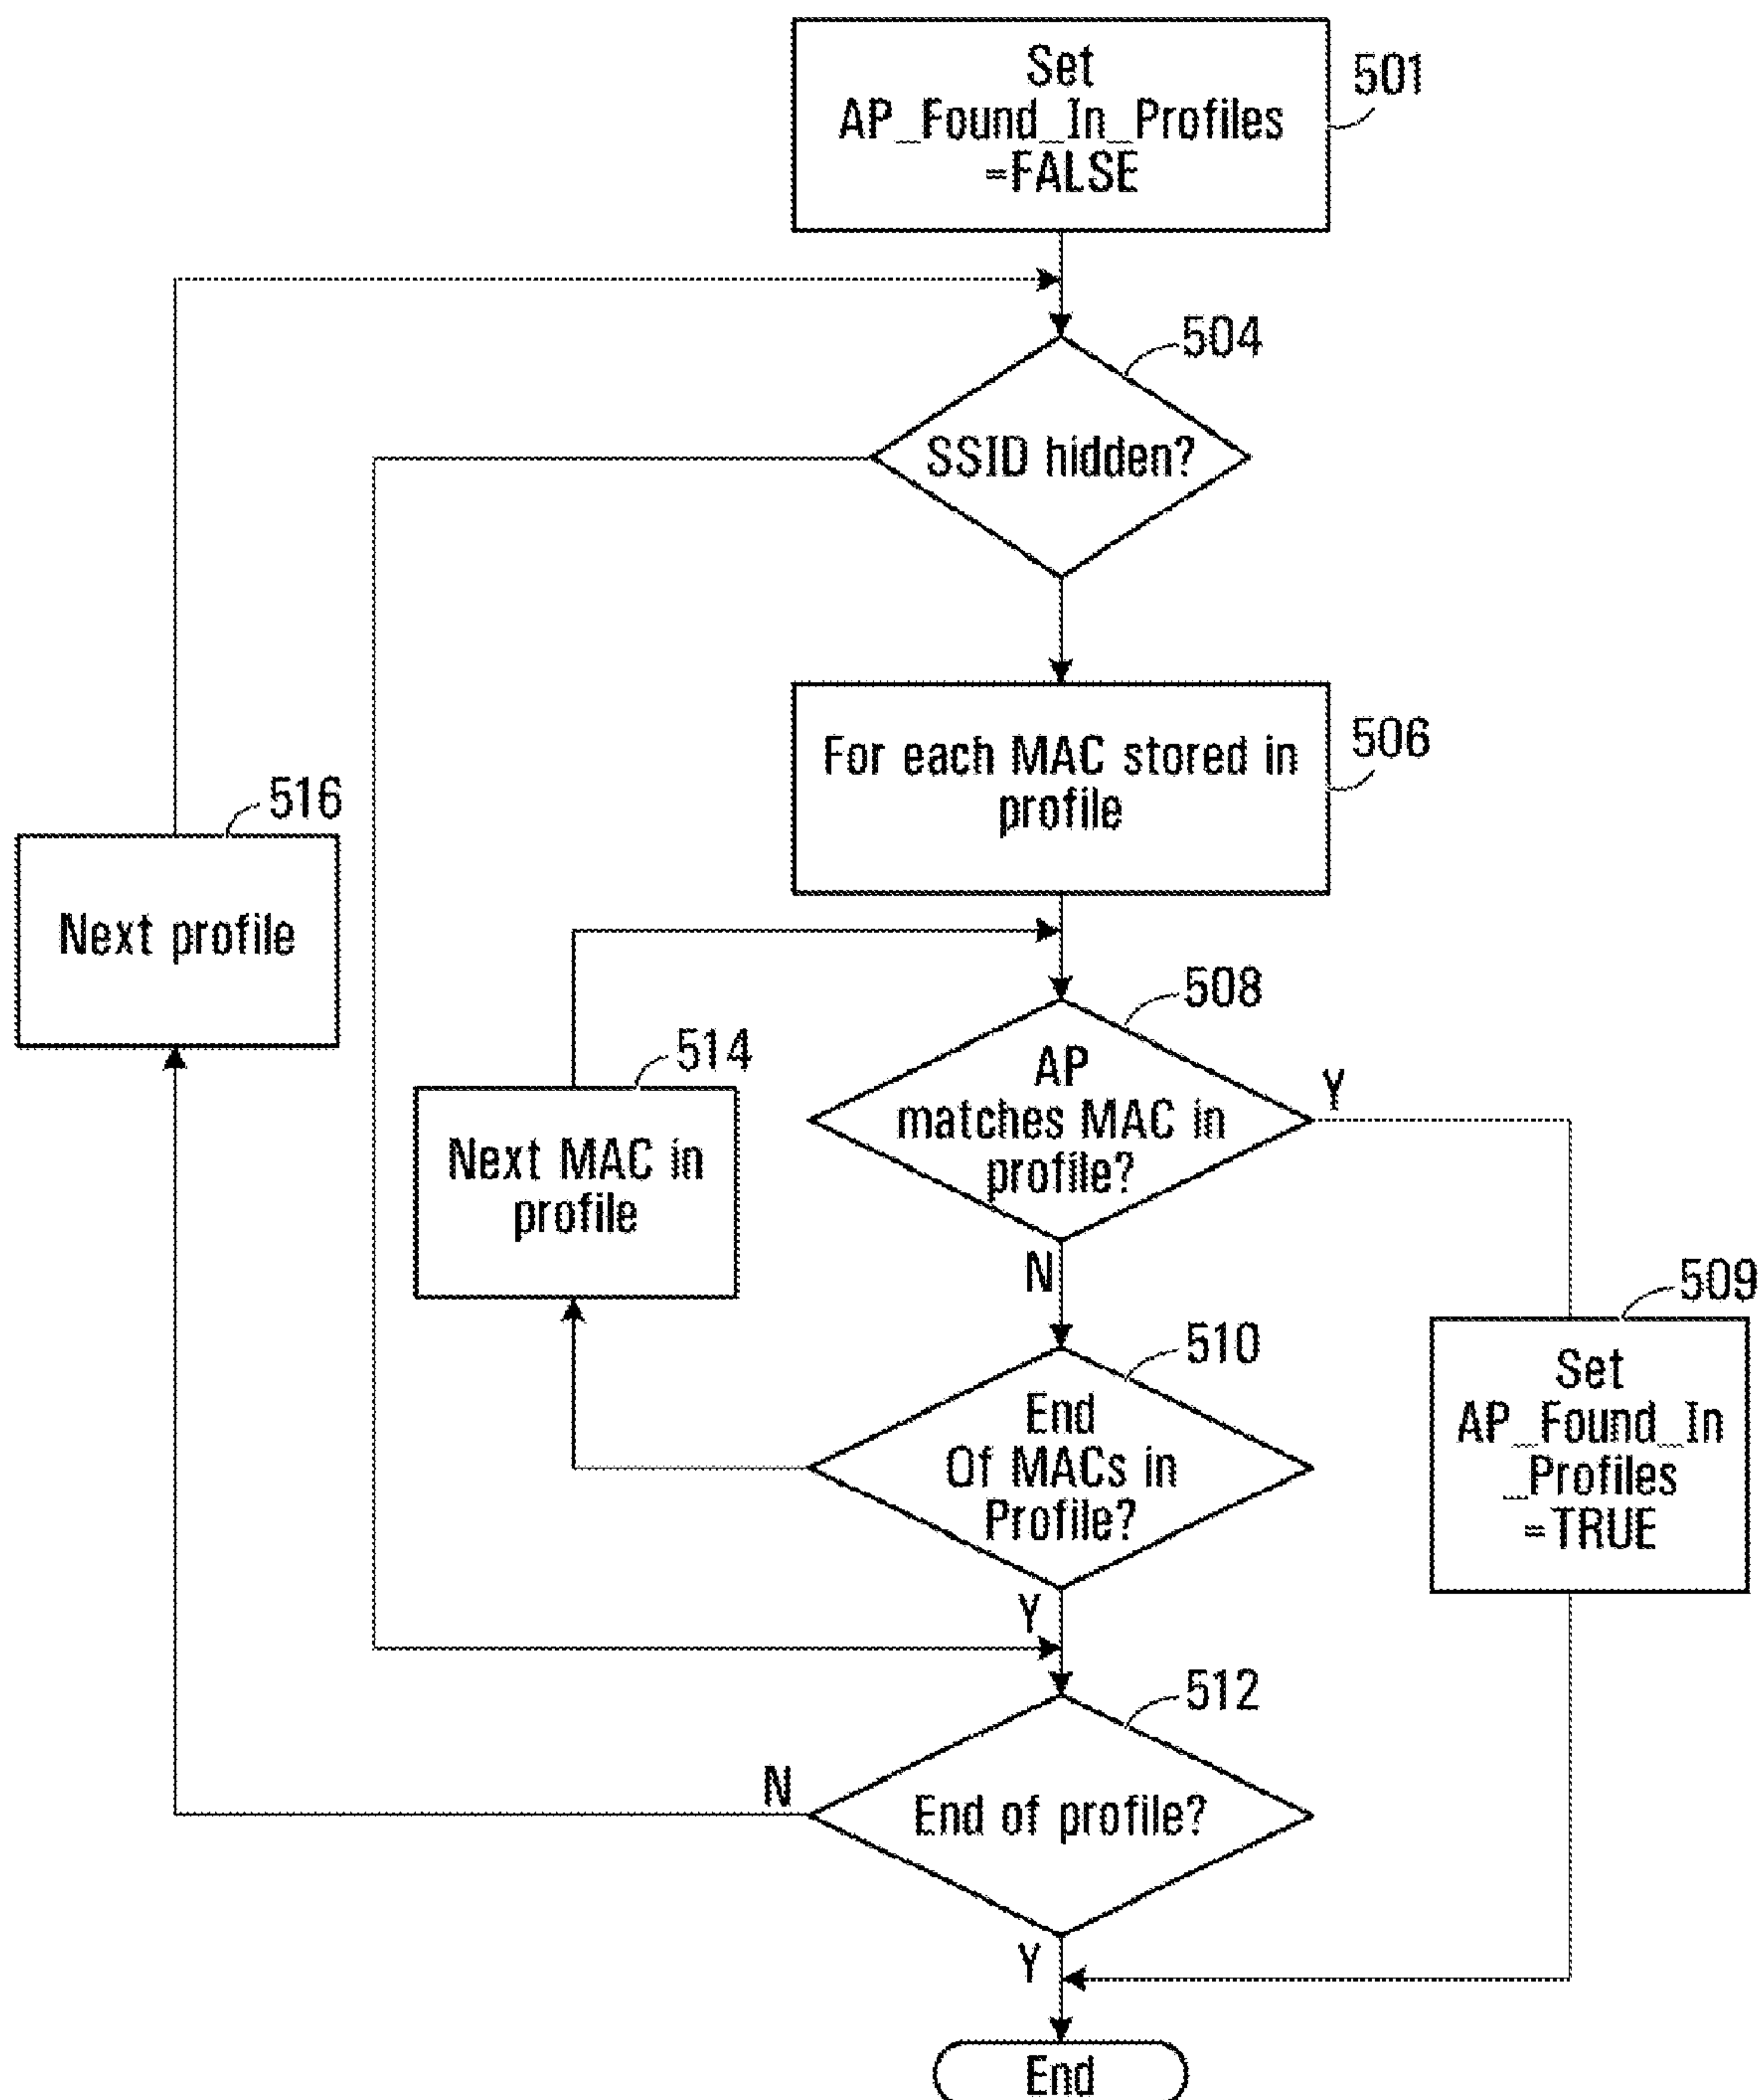 Set
AP_Found_In_Profiles
=FALSE
501
504
SSID hidden?
For each MAC stored in
profile
506
516
Next profile
508
AP
matches MAC in
profile?
Y
N
514
Next MAC in
profile
509
Set
AP_Found_In
_Profiles
=TRUE
510
End
Of MACs in
Profile?
Y
512
End of profile?
N
Y
End